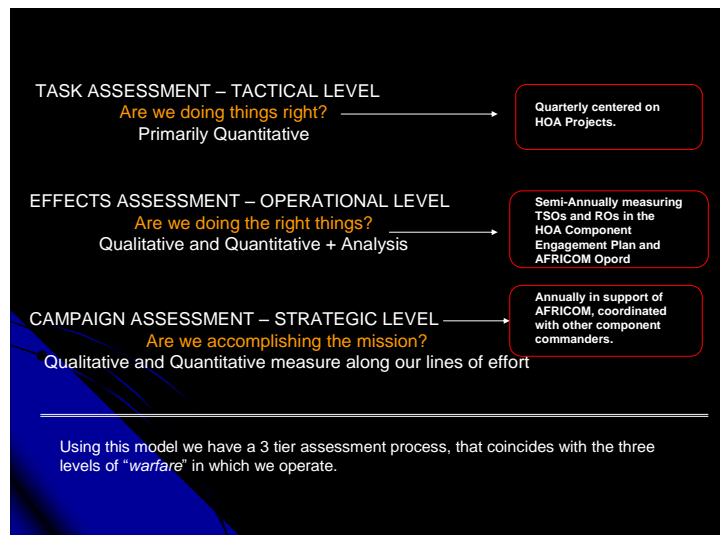 TASK ASSESSMENT – TACTICAL LEVEL
Are we doing things right?
Primarily Quantitative
Quarterly centered on
HOA Projects.
EFFECTS ASSESSMENT – OPERATIONAL LEVEL
Are we doing the right things?
Qualitative and Quantitative + Analysis
Semi-Annually measuring
TSOs and ROs in the
HOA Component
Engagement Plan and
AFRICOM Opord
CAMPAIGN ASSESSMENT – STRATEGIC LEVEL
Are we accomplishing the mission?
Qualitative and Quantitative measure along our lines of effort
Annually in support of
AFRICOM, coordinated
with other component
commanders.
Using this model we have a 3 tier assessment process, that coincides with the three
levels of “warfare” in which we operate.